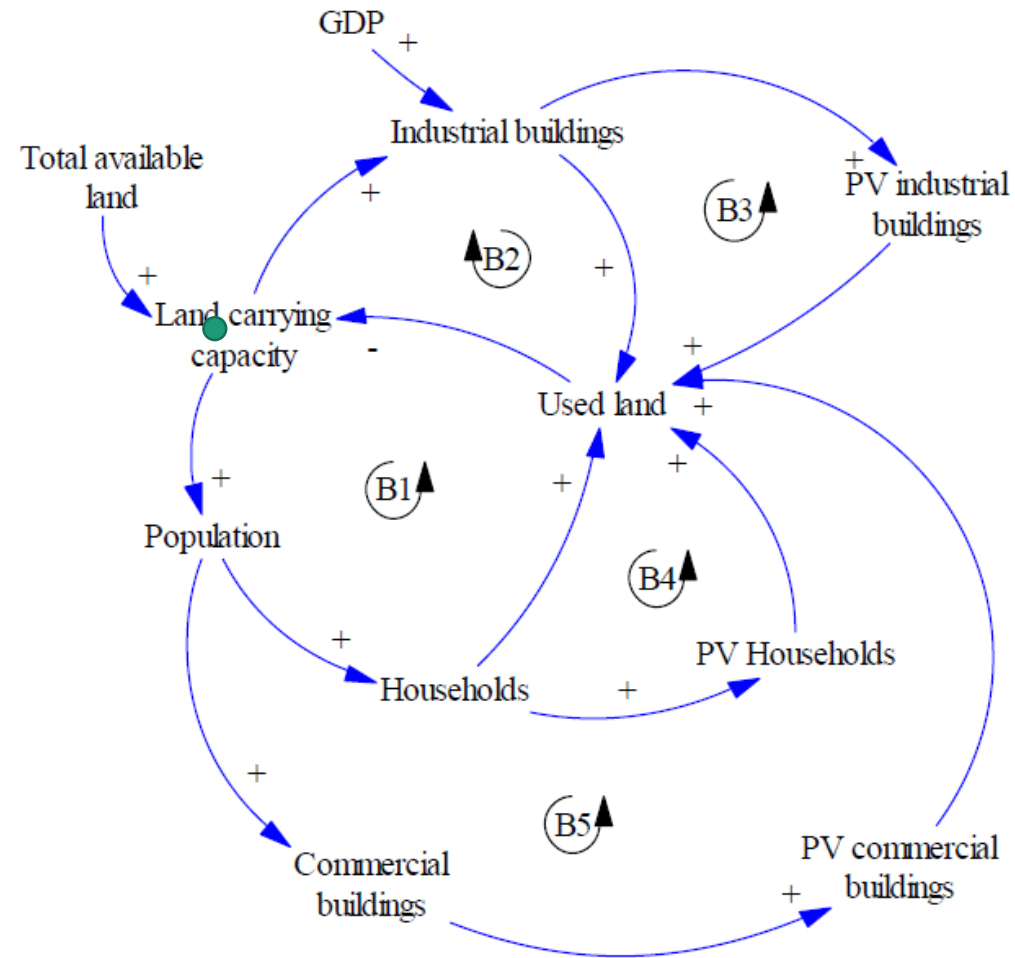 GDP
+
Industrial buildings
Total available
land
+
+
PV industrial
buildings
B3
B2
+
+
Land carrying
capacity
-
+
Used land
+
+
+
B1
+
Population
B4
+
PV Households
Households
+
+
B5
Commercial
buildings
PV commercial
buildings
+